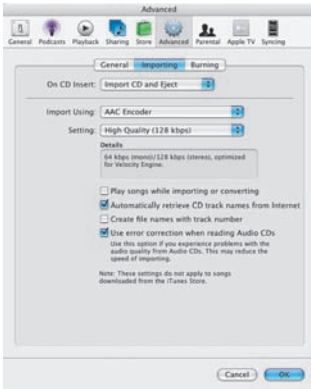 Advanced
General Podcasts Playback Sharing Store Advanced Parental Apple TV Syncing
General Importing Burning
On CD Insert: Import CD and Eject
Import Using: AAC Encoder
Setting: High Quality (128 kbps)
Details
64 kbps (mono)/128 kbps (stereo), optimized
for Velocity Engine.
Play songs while importing or converting
Automatically retrieve CD track names from Internet
Create file names with track number
Use error correction when reading Audio CDs
Use this option if you experience problems with the
audio quality from Audio CDs. This may reduce the
speed of importing.
Note: These settings do not apply to songs
downloaded from the iTunes Store.
Cancel OK